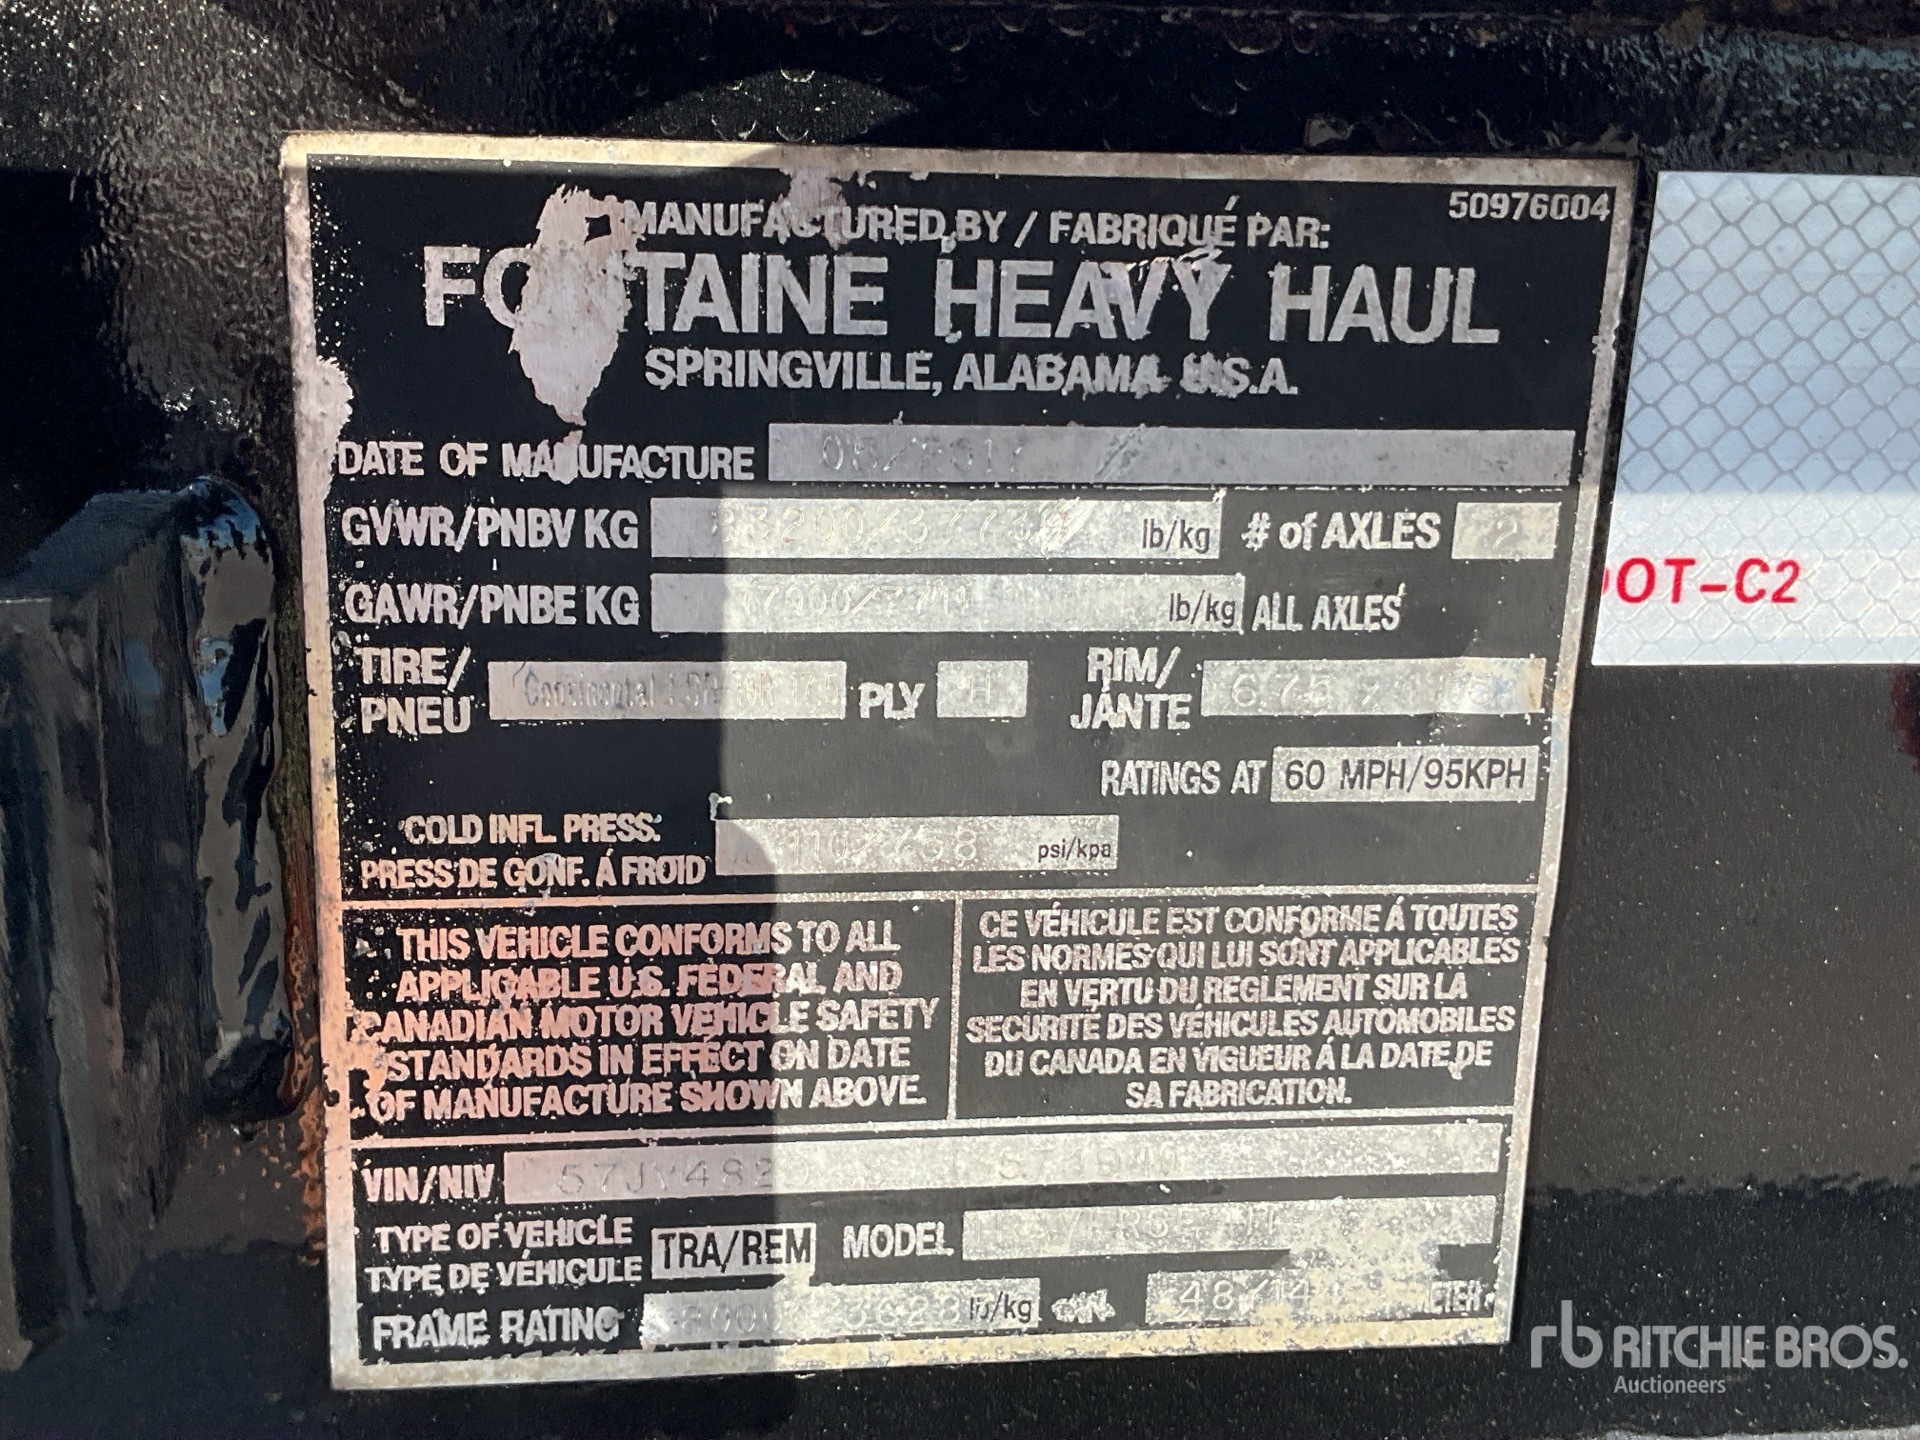 50976004
MANUFACTURED BY / FABRIQUÉ PAR:
FONTAINE HEAVY HAUL
SPRINGVILLE, ALABAMA U.S.A.
DATE OF MANUFACTURE
GVWR/PNBV KG lb/kg # of AXLES 2
GAWR/PNBE KG lb/kg ALL AXLES
TIRE/
PNEU Continental PLY H
RIM/
JANTE
RATINGS AT 60 MPH/95KPH
COLD INFL. PRESS.
PRESS DE GONF. À FROID 110/758 psi/kpa
THIS VEHICLE CONFORMS TO ALL
APPLICABLE U.S. FEDERAL AND
CANADIAN MOTOR VEHICLE SAFETY
STANDARDS IN EFFECT ON DATE
OF MANUFACTURE SHOWN ABOVE.
CE VÉHICULE EST CONFORME À TOUTES
LES NORMES QUI LUI SONT APPLICABLES
EN VERTU DU REGLEMENT SUR LA
SECURITÉ DES VÉHICULES AUTOMOBILES
DU CANADA EN VIGUEUR À LA DATE DE
SA FABRICATION.
VIN/NIV
TYPE OF VEHICLE
TYPE DE VÉHICULE TRA/REM MODEL
FRAME RATING lb/kg
DOT-C2
rb RITCHIE BROS.
Auctioneers